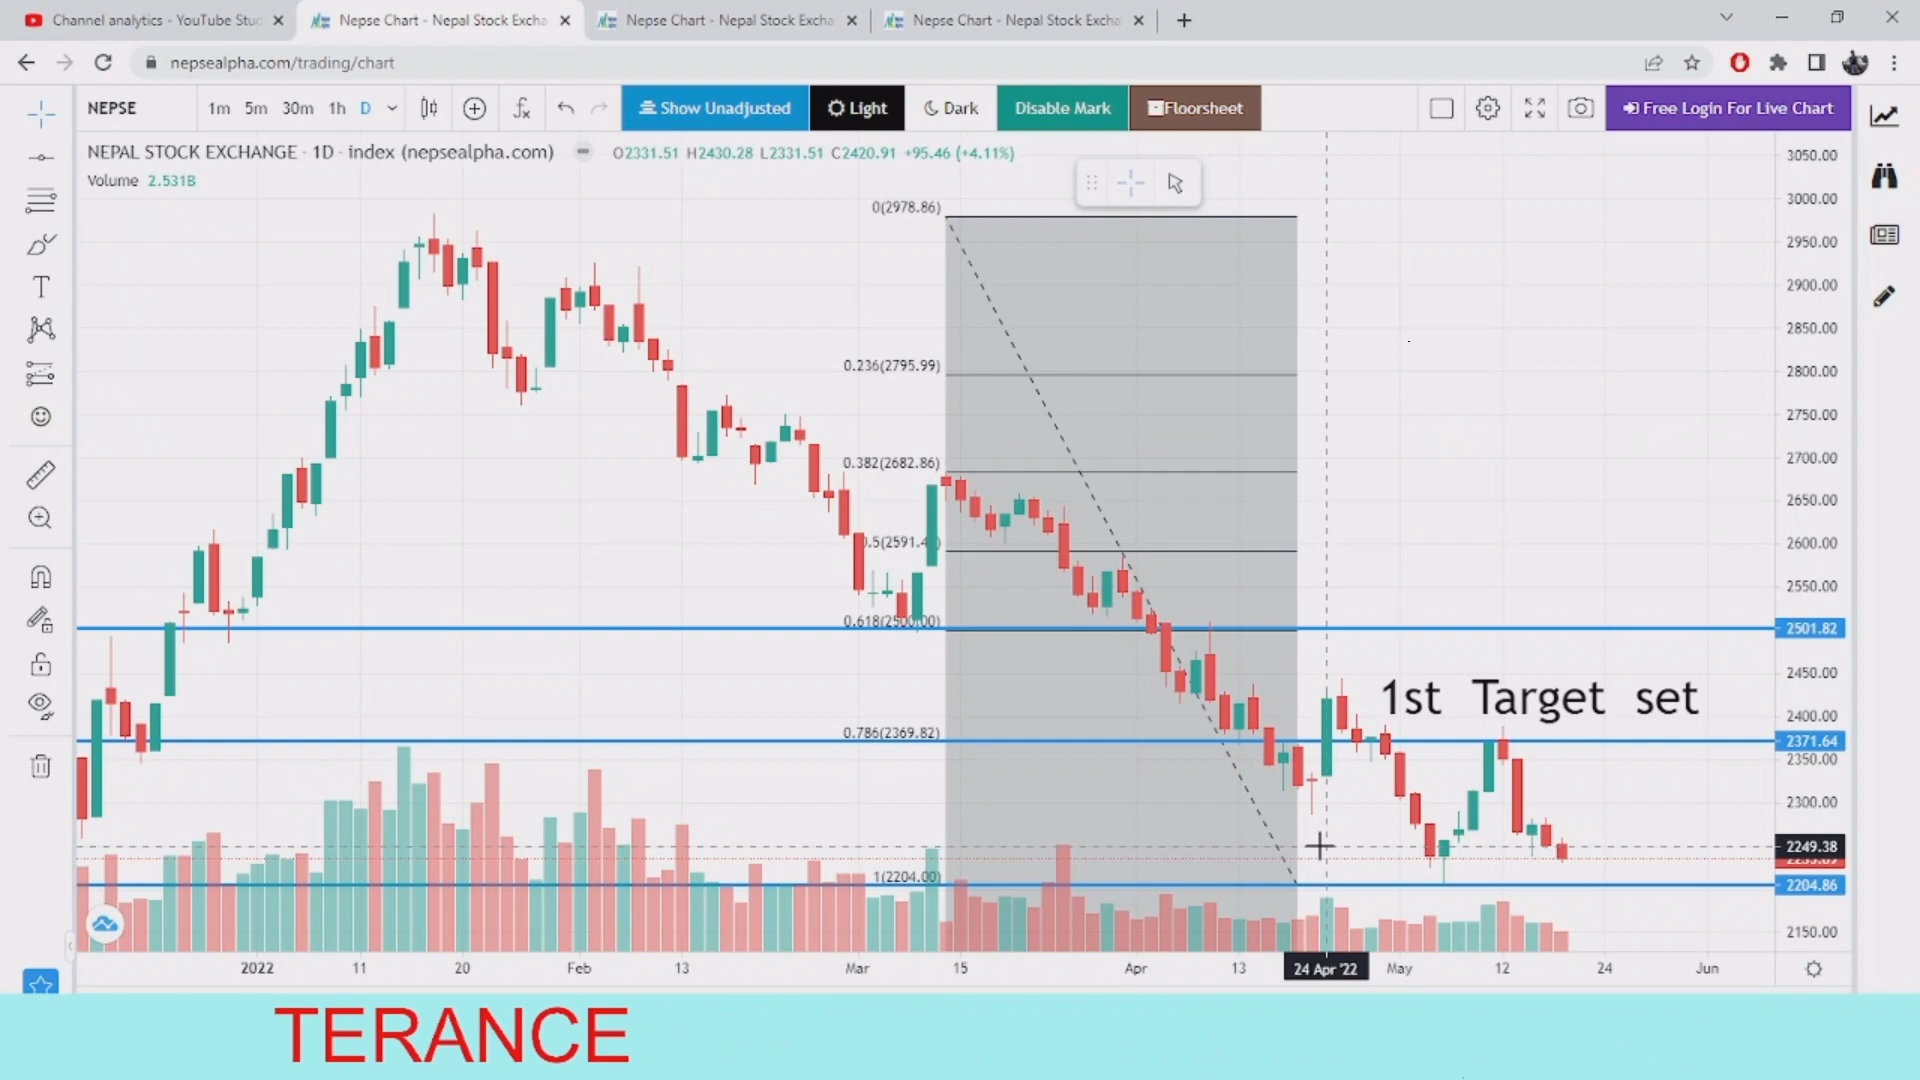 Channel analytics - YouTube Stu
Nepse Chart - Nepal Stock Excha
Nepse Chart - Nepal Stock Excha
Nepse Chart - Nepal Stock Excha
nepsealpha.com/trading/chart
NEPSE 1m 5m 30m 1h D Show Unadjusted Light Dark Disable Mark Floorsheet Free Login For Live Chart
NEPAL STOCK EXCHANGE · 1D · index (nepsealpha.com) O2331.51 H2430.28 L2331.51 C2420.91 +95.46 (+4.11%)
Volume 2.531B
3050.00
3000.00
2950.00
2900.00
2850.00
2800.00
2750.00
2700.00
2650.00
2600.00
2550.00
2501.82
2450.00
2400.00
2371.64
2350.00
2300.00
2249.38
2204.86
2150.00
0(2978.86)
0.236(2795.99)
0.382(2682.86)
0.618(2500.00)
0.786(2369.82)
1(2204.00)
1st Target set
2022 11 20 Feb 13 Mar 15 Apr 13 24 Apr '22 May 12 24 Jun
TERANCE